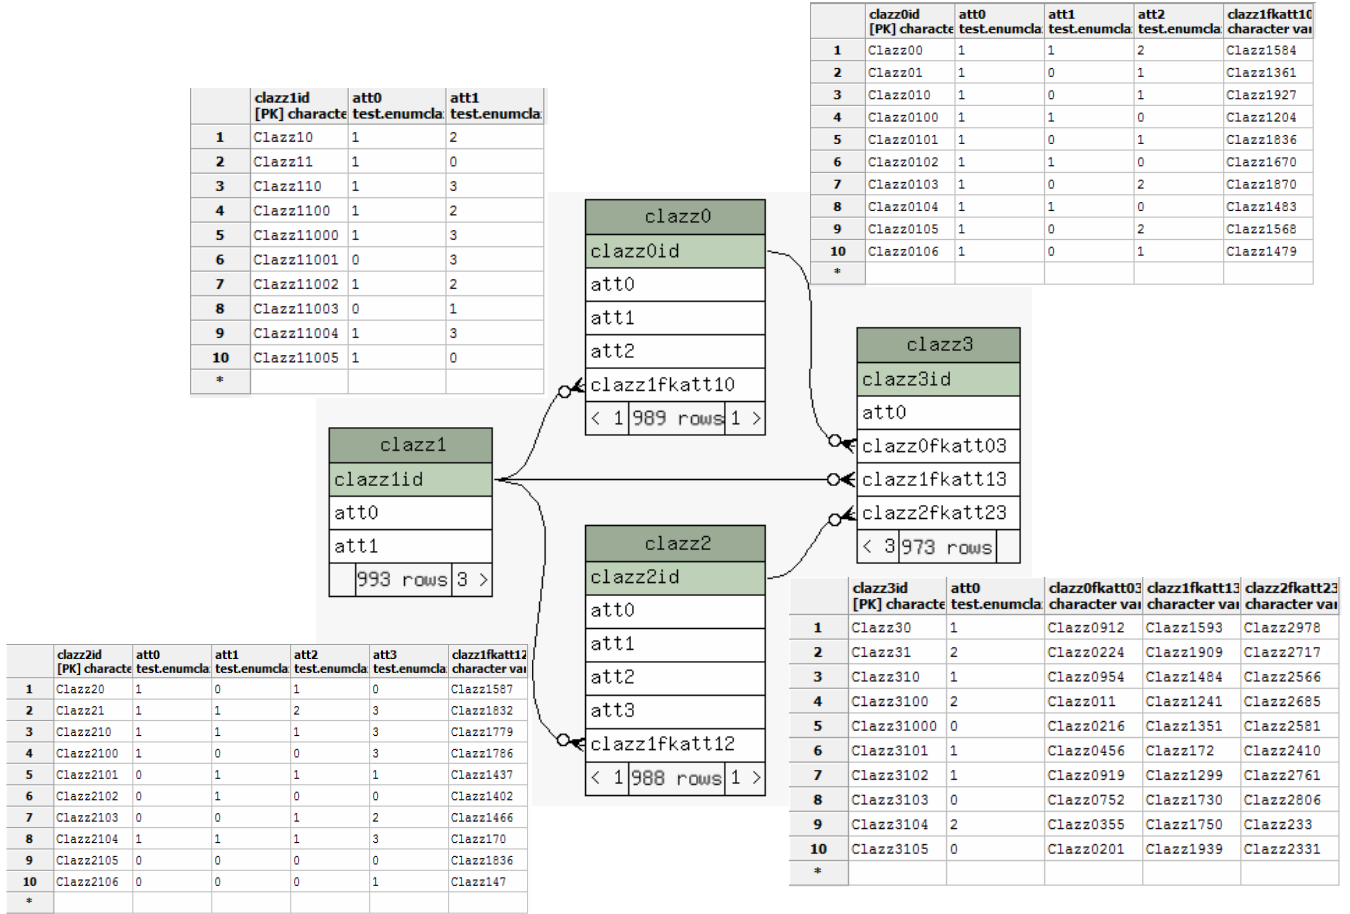 clazz0id att0 att1 att2 clazz1fkatt10
[PK] characte test.enumcla: test.enumcla: test.enumcla: character vai
1 Clazz00 1 1 2 Clazz1584
2 Clazz01 1 0 1 Clazz1361
3 Clazz010 1 0 1 Clazz1927
4 Clazz0100 1 1 0 Clazz1204
5 Clazz0101 1 0 1 Clazz1836
6 Clazz0102 1 1 0 Clazz1670
7 Clazz0103 1 0 2 Clazz1870
8 Clazz0104 1 1 0 Clazz1483
9 Clazz0105 1 0 2 Clazz1568
10 Clazz0106 1 0 1 Clazz1479
*
clazz1id att0 att1
[PK] characte test.enumcla: test.enumcla:
1 Clazz10 1 2
2 Clazz11 1 0
3 Clazz110 1 3
4 Clazz1100 1 2
5 Clazz11000 1 3
6 Clazz11001 0 3
7 Clazz11002 1 2
8 Clazz11003 0 1
9 Clazz11004 1 3
10 Clazz11005 1 0
*
clazz0
clazz0id
att0
att1
att2
clazz1fkatt10
< 1 989 rows 1 >
clazz3
clazz3id
att0
clazz0fkatt03
clazz1fkatt13
clazz2fkatt23
< 3 973 rows
clazz1
clazz1id
att0
att1
993 rows 3 >
clazz2
clazz2id
att0
att1
att2
att3
clazz1fkatt12
< 1 988 rows 1 >
clazz3id att0 clazz0fkatt03 clazz1fkatt13 clazz2fkatt23
[PK] characte test.enumcla: character vai character vai character vai
1 Clazz30 1 Clazz0912 Clazz1593 Clazz2978
2 Clazz31 2 Clazz0224 Clazz1909 Clazz2717
3 Clazz310 1 Clazz0954 Clazz1484 Clazz2566
4 Clazz3100 2 Clazz011 Clazz1241 Clazz2685
5 Clazz31000 0 Clazz0216 Clazz1351 Clazz2581
6 Clazz3101 1 Clazz0456 Clazz172 Clazz2410
7 Clazz3102 1 Clazz0919 Clazz1299 Clazz2761
8 Clazz3103 0 Clazz0752 Clazz1730 Clazz2806
9 Clazz3104 2 Clazz0355 Clazz1750 Clazz233
10 Clazz3105 0 Clazz0201 Clazz1939 Clazz2331
*
clazz2id att0 att1 att2 att3 clazz1fkatt12
[PK] characte test.enumcla: test.enumcla: test.enumcla: test.enumcla: character vai
1 Clazz20 1 0 1 0 Clazz1587
2 Clazz21 1 1 2 3 Clazz1832
3 Clazz210 1 1 1 3 Clazz1779
4 Clazz2100 1 0 0 3 Clazz1786
5 Clazz2101 0 1 1 1 Clazz1437
6 Clazz2102 0 1 0 0 Clazz1402
7 Clazz2103 0 0 1 2 Clazz1466
8 Clazz2104 1 1 1 3 Clazz170
9 Clazz2105 0 0 0 0 Clazz1836
10 Clazz2106 0 0 0 1 Clazz147
*